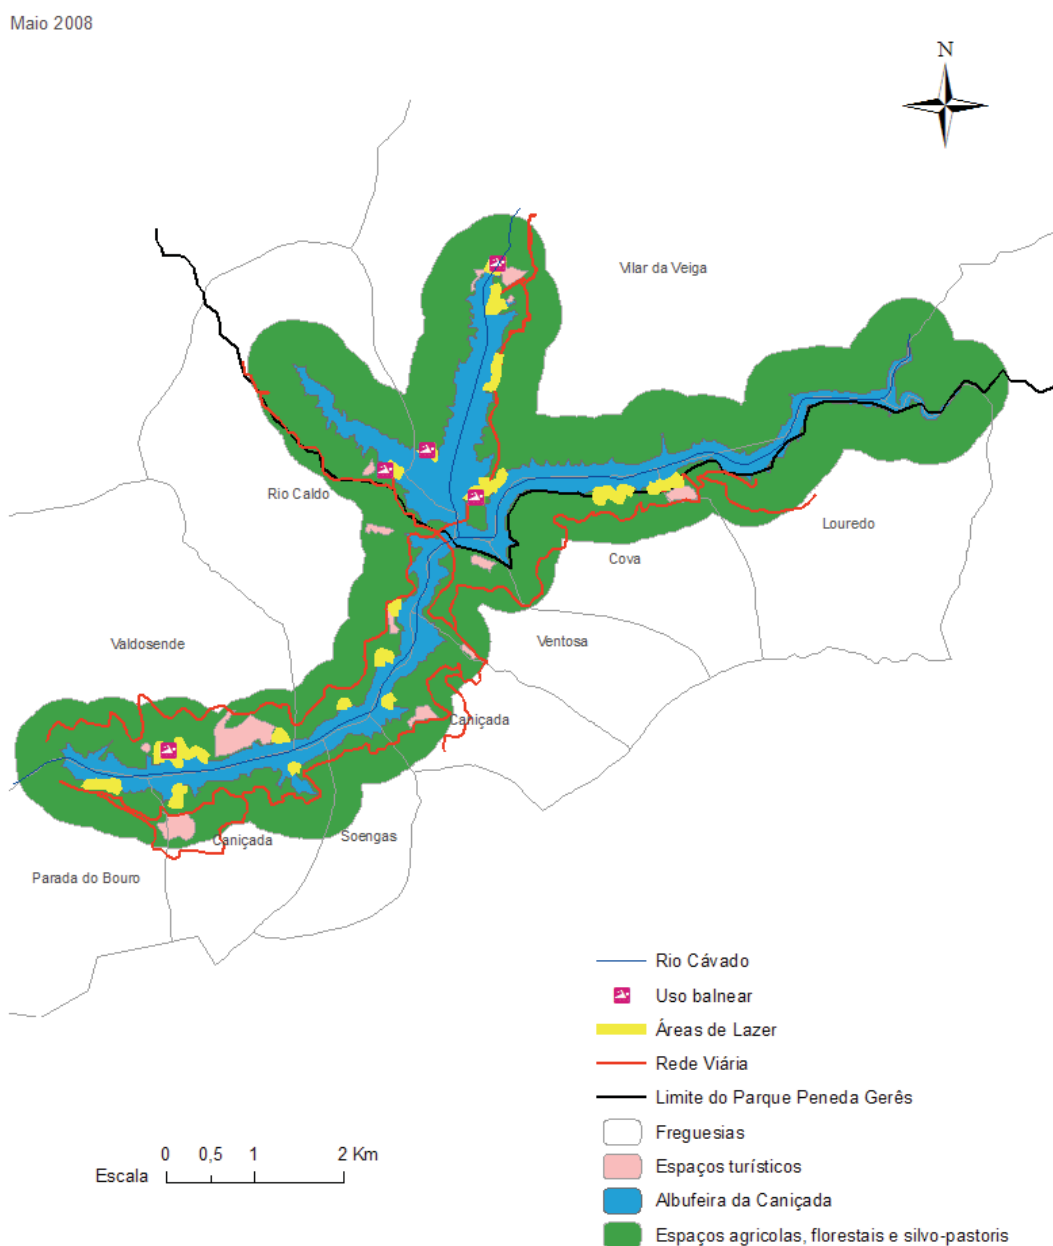 Maio 2008
N
Vilar da Veiga
Rio Caldo
Louredo
Cova
Ventosa
Valdosende
Caniçada
Caniçada
Soengas
Parada do Bouro
Rio Cávado
Uso balnear
Áreas de Lazer
Rede Viária
Limite do Parque Peneda Gerês
Freguesias
Espaços turísticos
Albufeira da Caniçada
Espaços agricolas, florestais e silvo-pastoris
0 0,5 1 2 Km
Escala